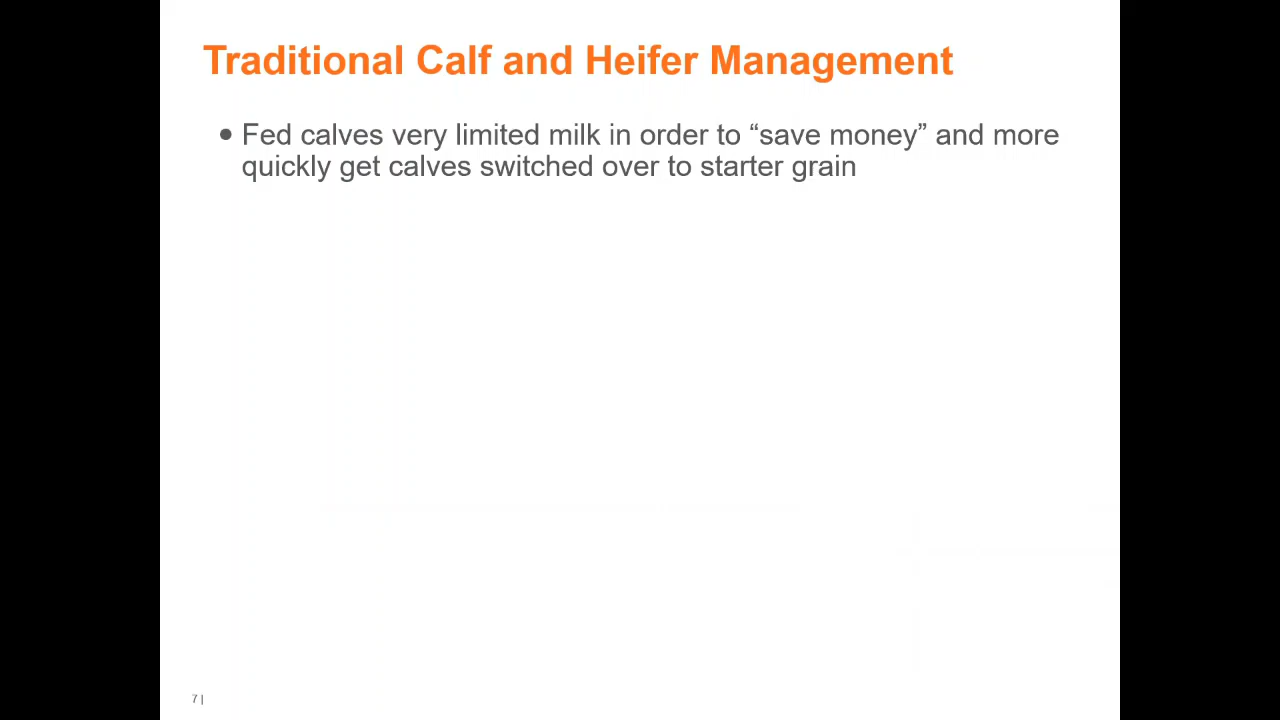 Traditional Calf and Heifer Management
• Fed calves very limited milk in order to “save money” and more
quickly get calves switched over to starter grain
7 |